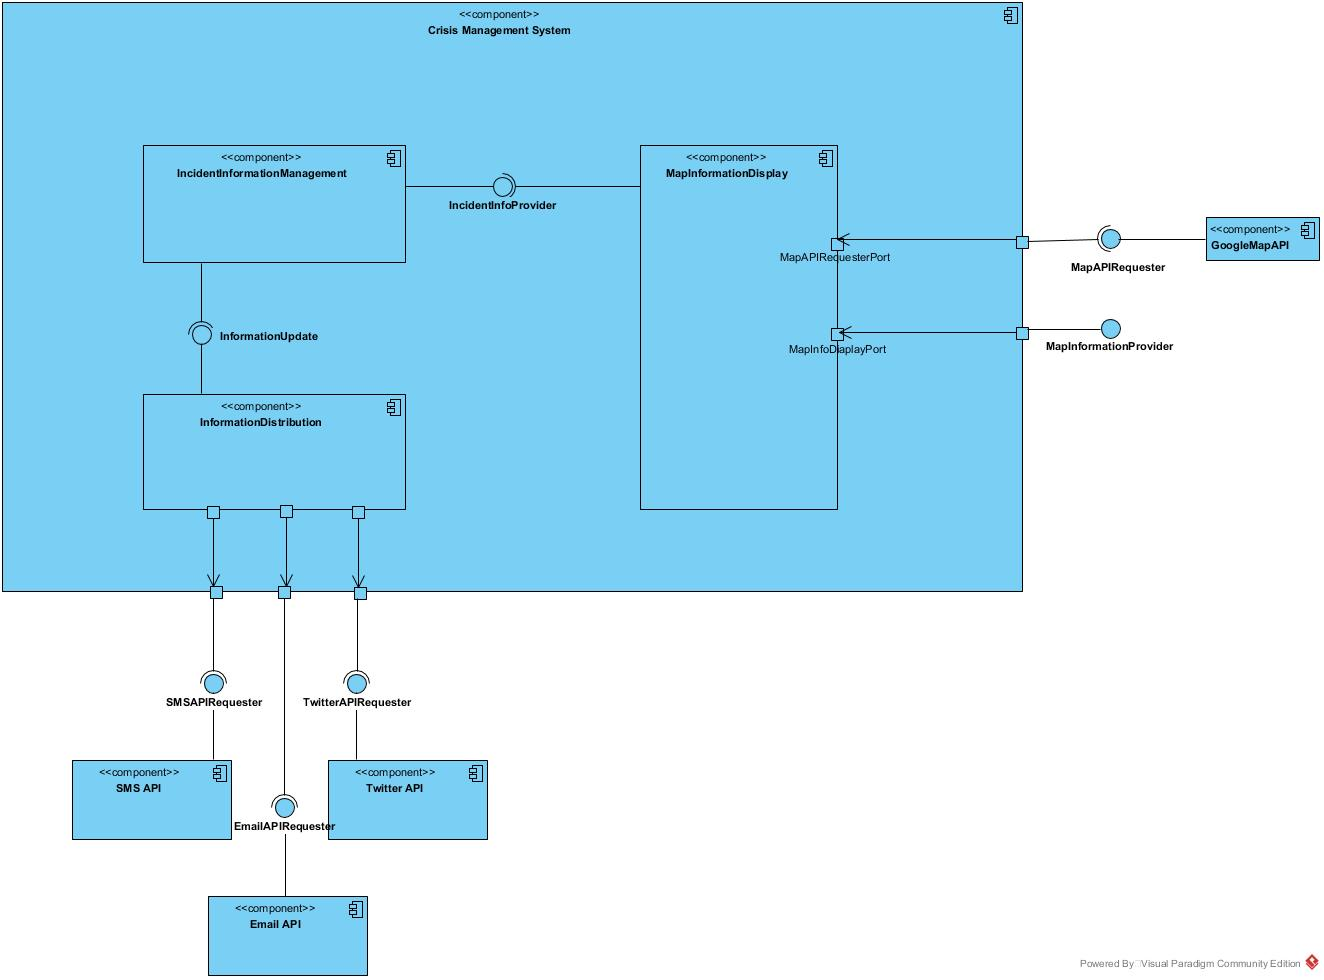 <<component>>
Crisis Management System
<<component>>
IncidentInformationManagement
<<component>>
MapInformationDisplay
IncidentInfoProvider
<<component>>
GoogleMapAPI
MapAPIRequesterPort
MapAPIRequester
InformationUpdate
MapInfoDiaplayPort
MapInformationProvider
<<component>>
InformationDistribution
SMSAPIRequester
TwitterAPIRequester
<<component>>
SMS API
<<component>>
Twitter API
EmailAPIRequester
<<component>>
Email API
Powered By Visual Paradigm Community Edition